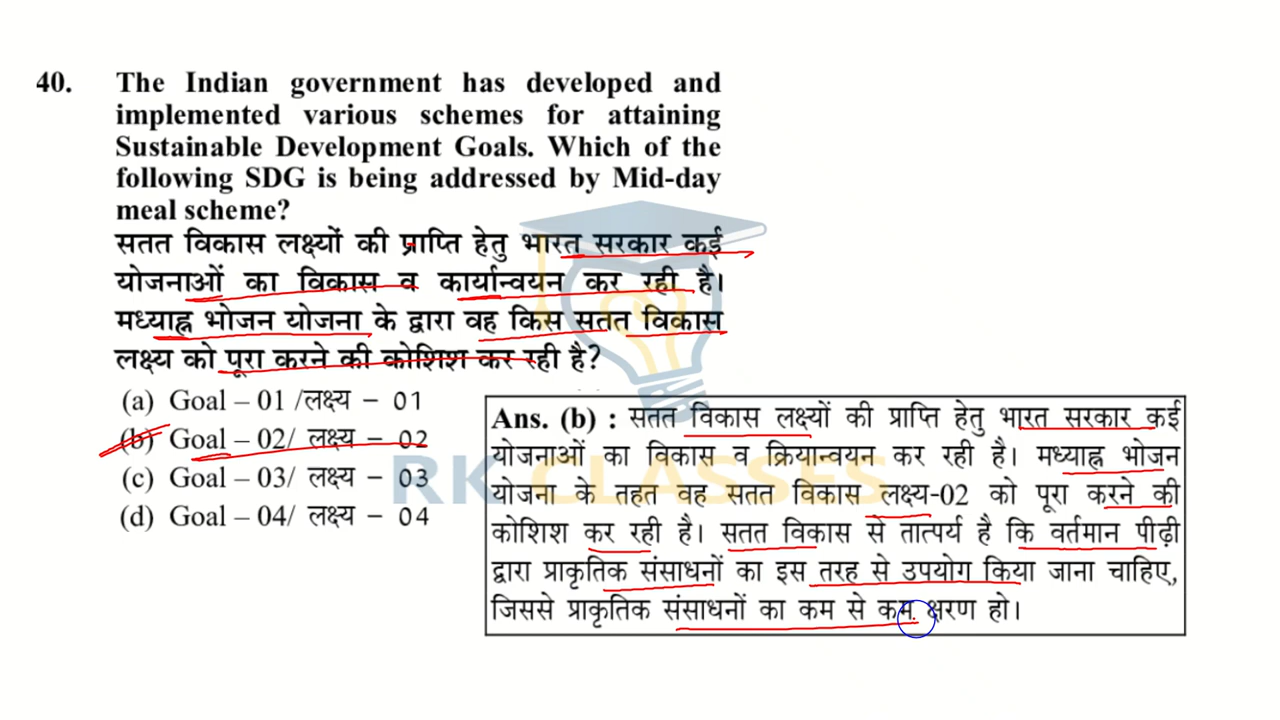 40. The Indian government has developed and
implemented various schemes for attaining
Sustainable Development Goals. Which of the
following SDG is being addressed by Mid-day
meal scheme?
सतत विकास लक्ष्यों की प्राप्ति हेतु भारत सरकार कई
योजनाओं का विकास व कार्यान्वयन कर रही है।
मध्याह्न भोजन योजना के द्वारा वह किस सतत विकास
लक्ष्य को पूरा करने की कोशिश कर रही है?
(a) Goal – 01 /लक्ष्य – 01
(b) Goal – 02/ लक्ष्य – 02
(c) Goal – 03/ लक्ष्य – 03
(d) Goal – 04/ लक्ष्य – 04
Ans. (b) : सतत विकास लक्ष्यों की प्राप्ति हेतु भारत सरकार कई
योजनाओं का विकास व क्रियान्वयन कर रही है। मध्याह्न भोजन
योजना के तहत वह सतत विकास लक्ष्य-02 को पूरा करने की
कोशिश कर रही है। सतत विकास से तात्पर्य है कि वर्तमान पीढ़ी
द्वारा प्राकृतिक संसाधनों का इस तरह से उपयोग किया जाना चाहिए,
जिससे प्राकृतिक संसाधनों का कम से कम क्षरण हो।
RK CLASSES